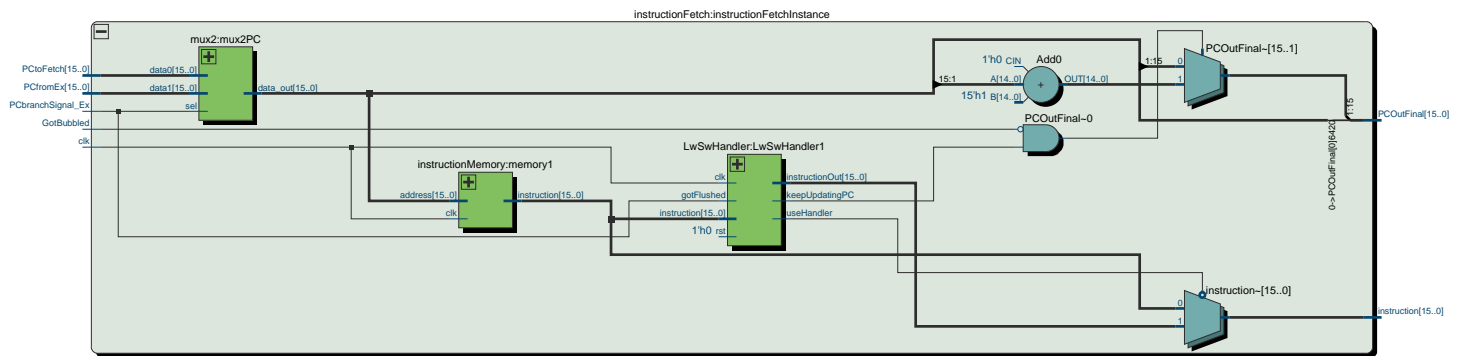 instructionFetch:instructionFetchInstance
mux2:mux2PC
PCtoFetch[15..0]
data0[15..0]
PCfromEx[15..0]
data1[15..0]
data_out[15..0]
PCbranchSignal_Ex
sel
GotBubbled
clk
instructionMemory:memory1
address[15..0]
instruction[15..0]
clk
LwSwHandler:LwSwHandler1
clk
instructionOut[15..0]
gotFlushed
keepUpdatingPC
instruction[15..0]
useHandler
1'h0 rst
15:1
Add0
1'h0 CIN
A[14..0]
OUT[14..0]
15'h1 B[14..0]
PCOutFinal~0
PCOutFinal~[15..1]
1:15
0
1
1:15
PCOutFinal[15..0]
0->PCOutFinal[0]6420
instruction~[15..0]
0
1
instruction[15..0]